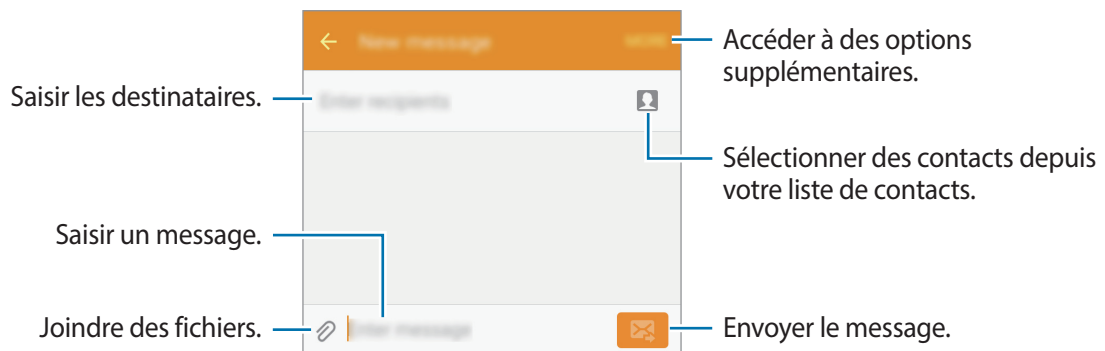 New message
MORE
Accéder à des options
supplémentaires.
Saisir les destinataires.
Enter recipients
Sélectionner des contacts depuis
votre liste de contacts.
Saisir un message.
Joindre des fichiers.
Enter message
Envoyer le message.